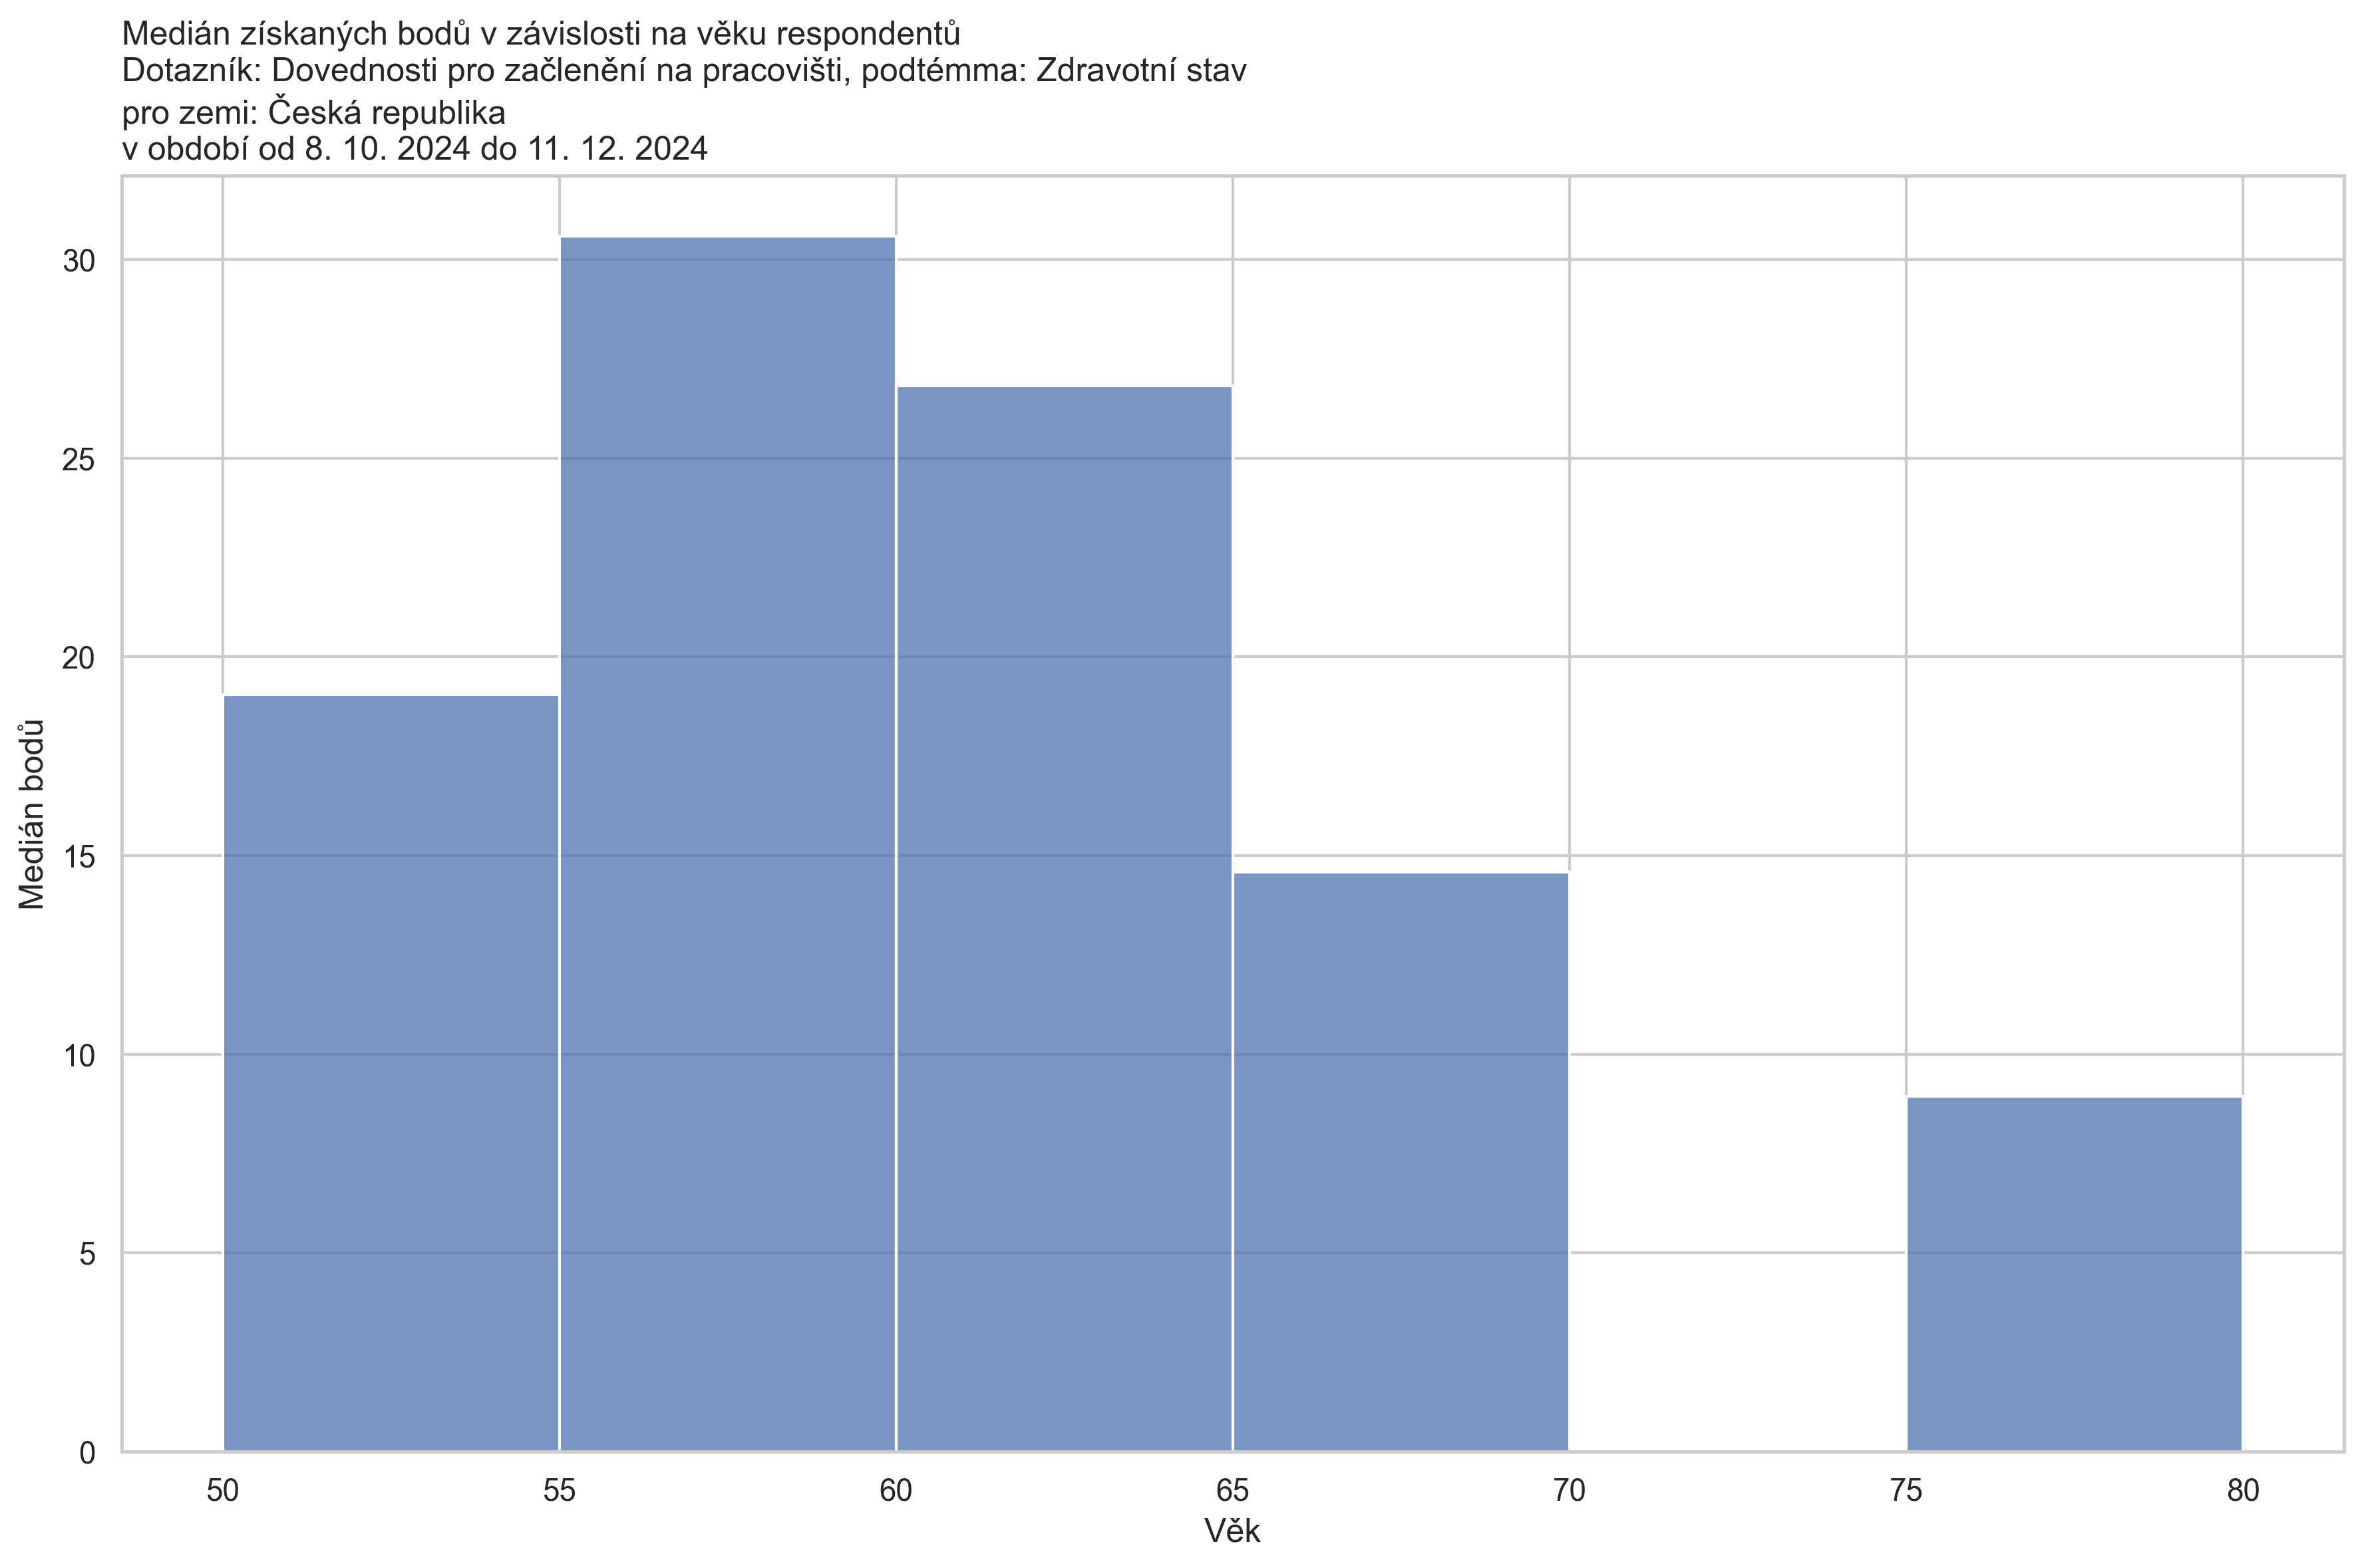 Medián získaných bodů v závislosti na věku respondentů
Dotazník: Dovednosti pro začlenění na pracovišti, podtémma: Zdravotní stav
pro zemi: Česká republika
v období od 8. 10. 2024 do 11. 12. 2024
30
25
20
15
10
5
0
Medián bodů
50 55 60 65 70 75 80
Věk